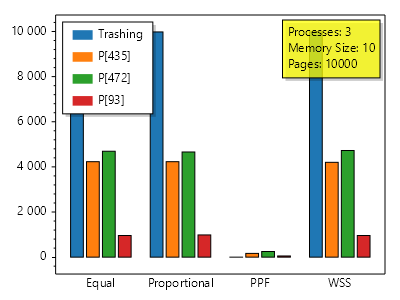 10 000
8 000
6 000
4 000
2 000
0
Trashing
P[435]
P[472]
P[93]
Processes: 3
Memory Size: 10
Pages: 10000
Equal
Proportional
PPF
WSS